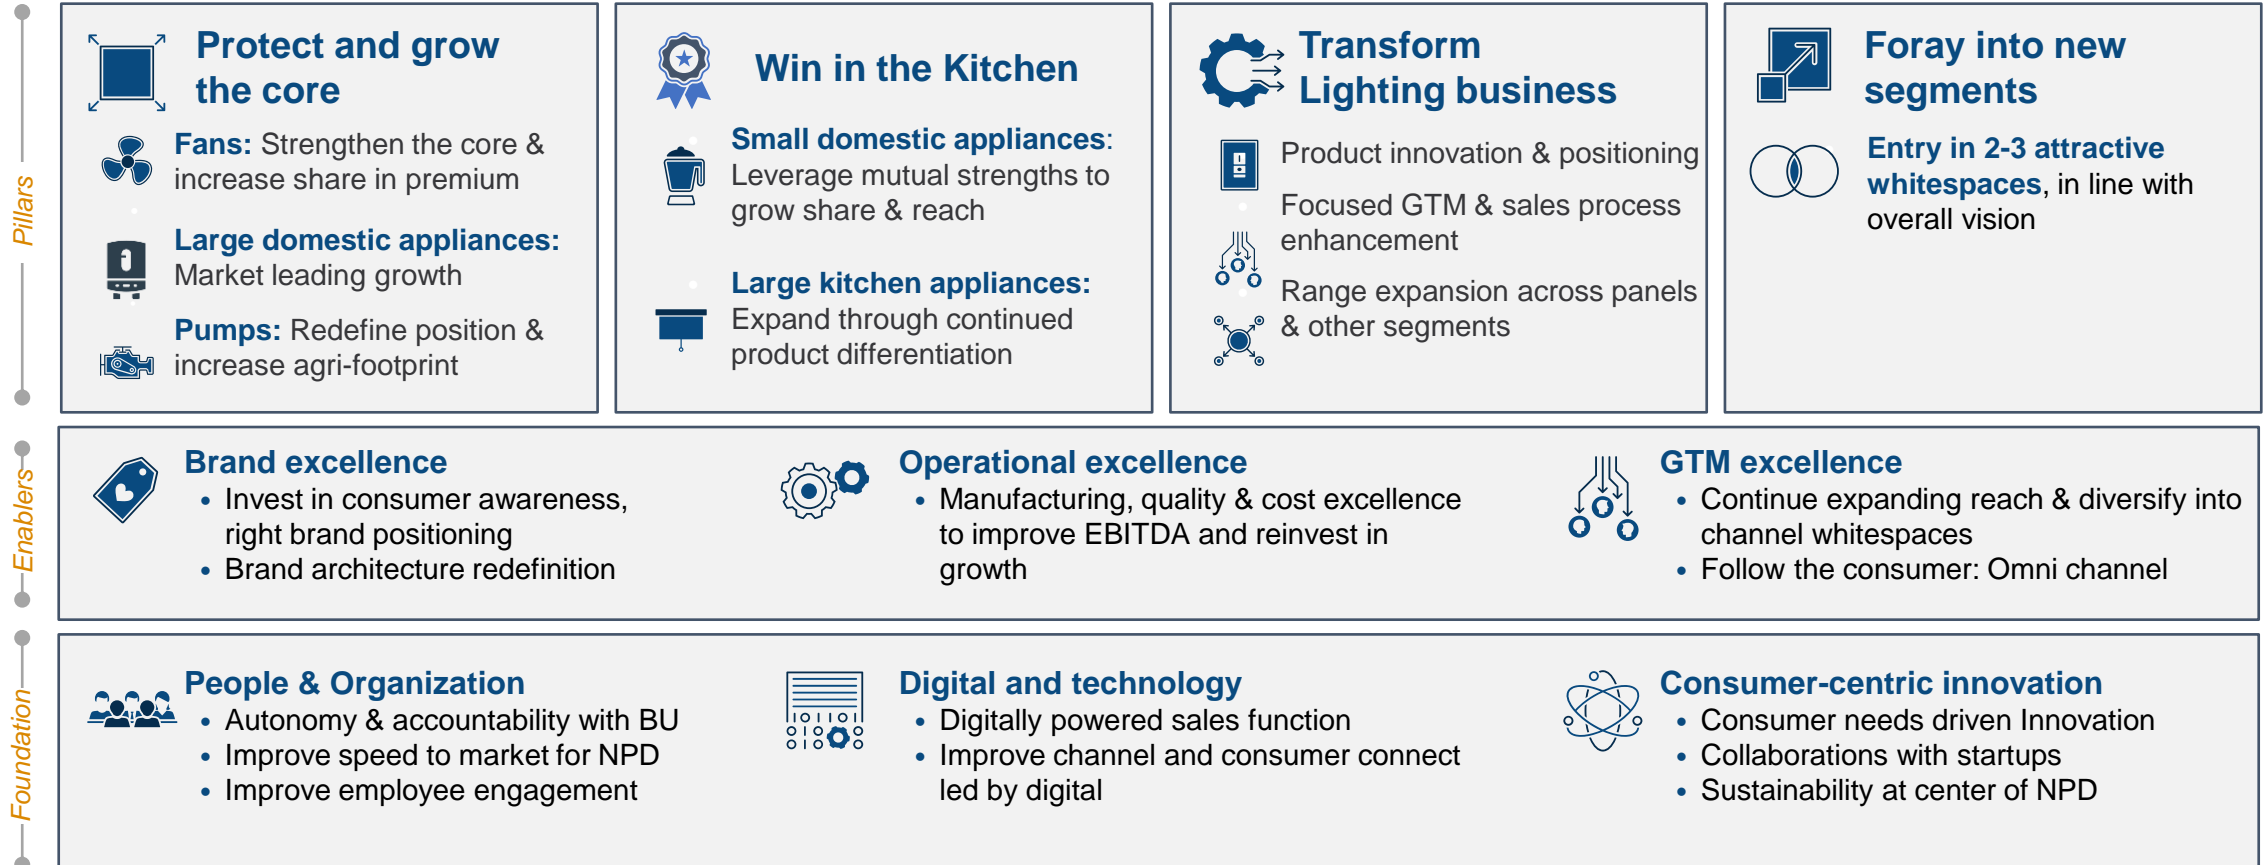 Pillars
Protect and grow
the core
Fans: Strengthen the core &
increase share in premium
Large domestic appliances:
Market leading growth
Pumps: Redefine position &
increase agri-footprint
Win in the Kitchen
Small domestic appliances:
Leverage mutual strengths to
grow share & reach
Large kitchen appliances:
Expand through continued
product differentiation
Transform
Lighting business
Product innovation & positioning
Focused GTM & sales process
enhancement
Range expansion across panels
& other segments
Foray into new
segments
Entry in 2-3 attractive
whitespaces, in line with
overall vision
Enablers
Brand excellence
• Invest in consumer awareness,
right brand positioning
• Brand architecture redefinition
Operational excellence
• Manufacturing, quality & cost excellence
to improve EBITDA and reinvest in
growth
GTM excellence
• Continue expanding reach & diversify into
channel whitespaces
• Follow the consumer: Omni channel
Foundation
People & Organization
• Autonomy & accountability with BU
• Improve speed to market for NPD
• Improve employee engagement
Digital and technology
• Digitally powered sales function
• Improve channel and consumer connect
led by digital
Consumer-centric innovation
• Consumer needs driven Innovation
• Collaborations with startups
• Sustainability at center of NPD